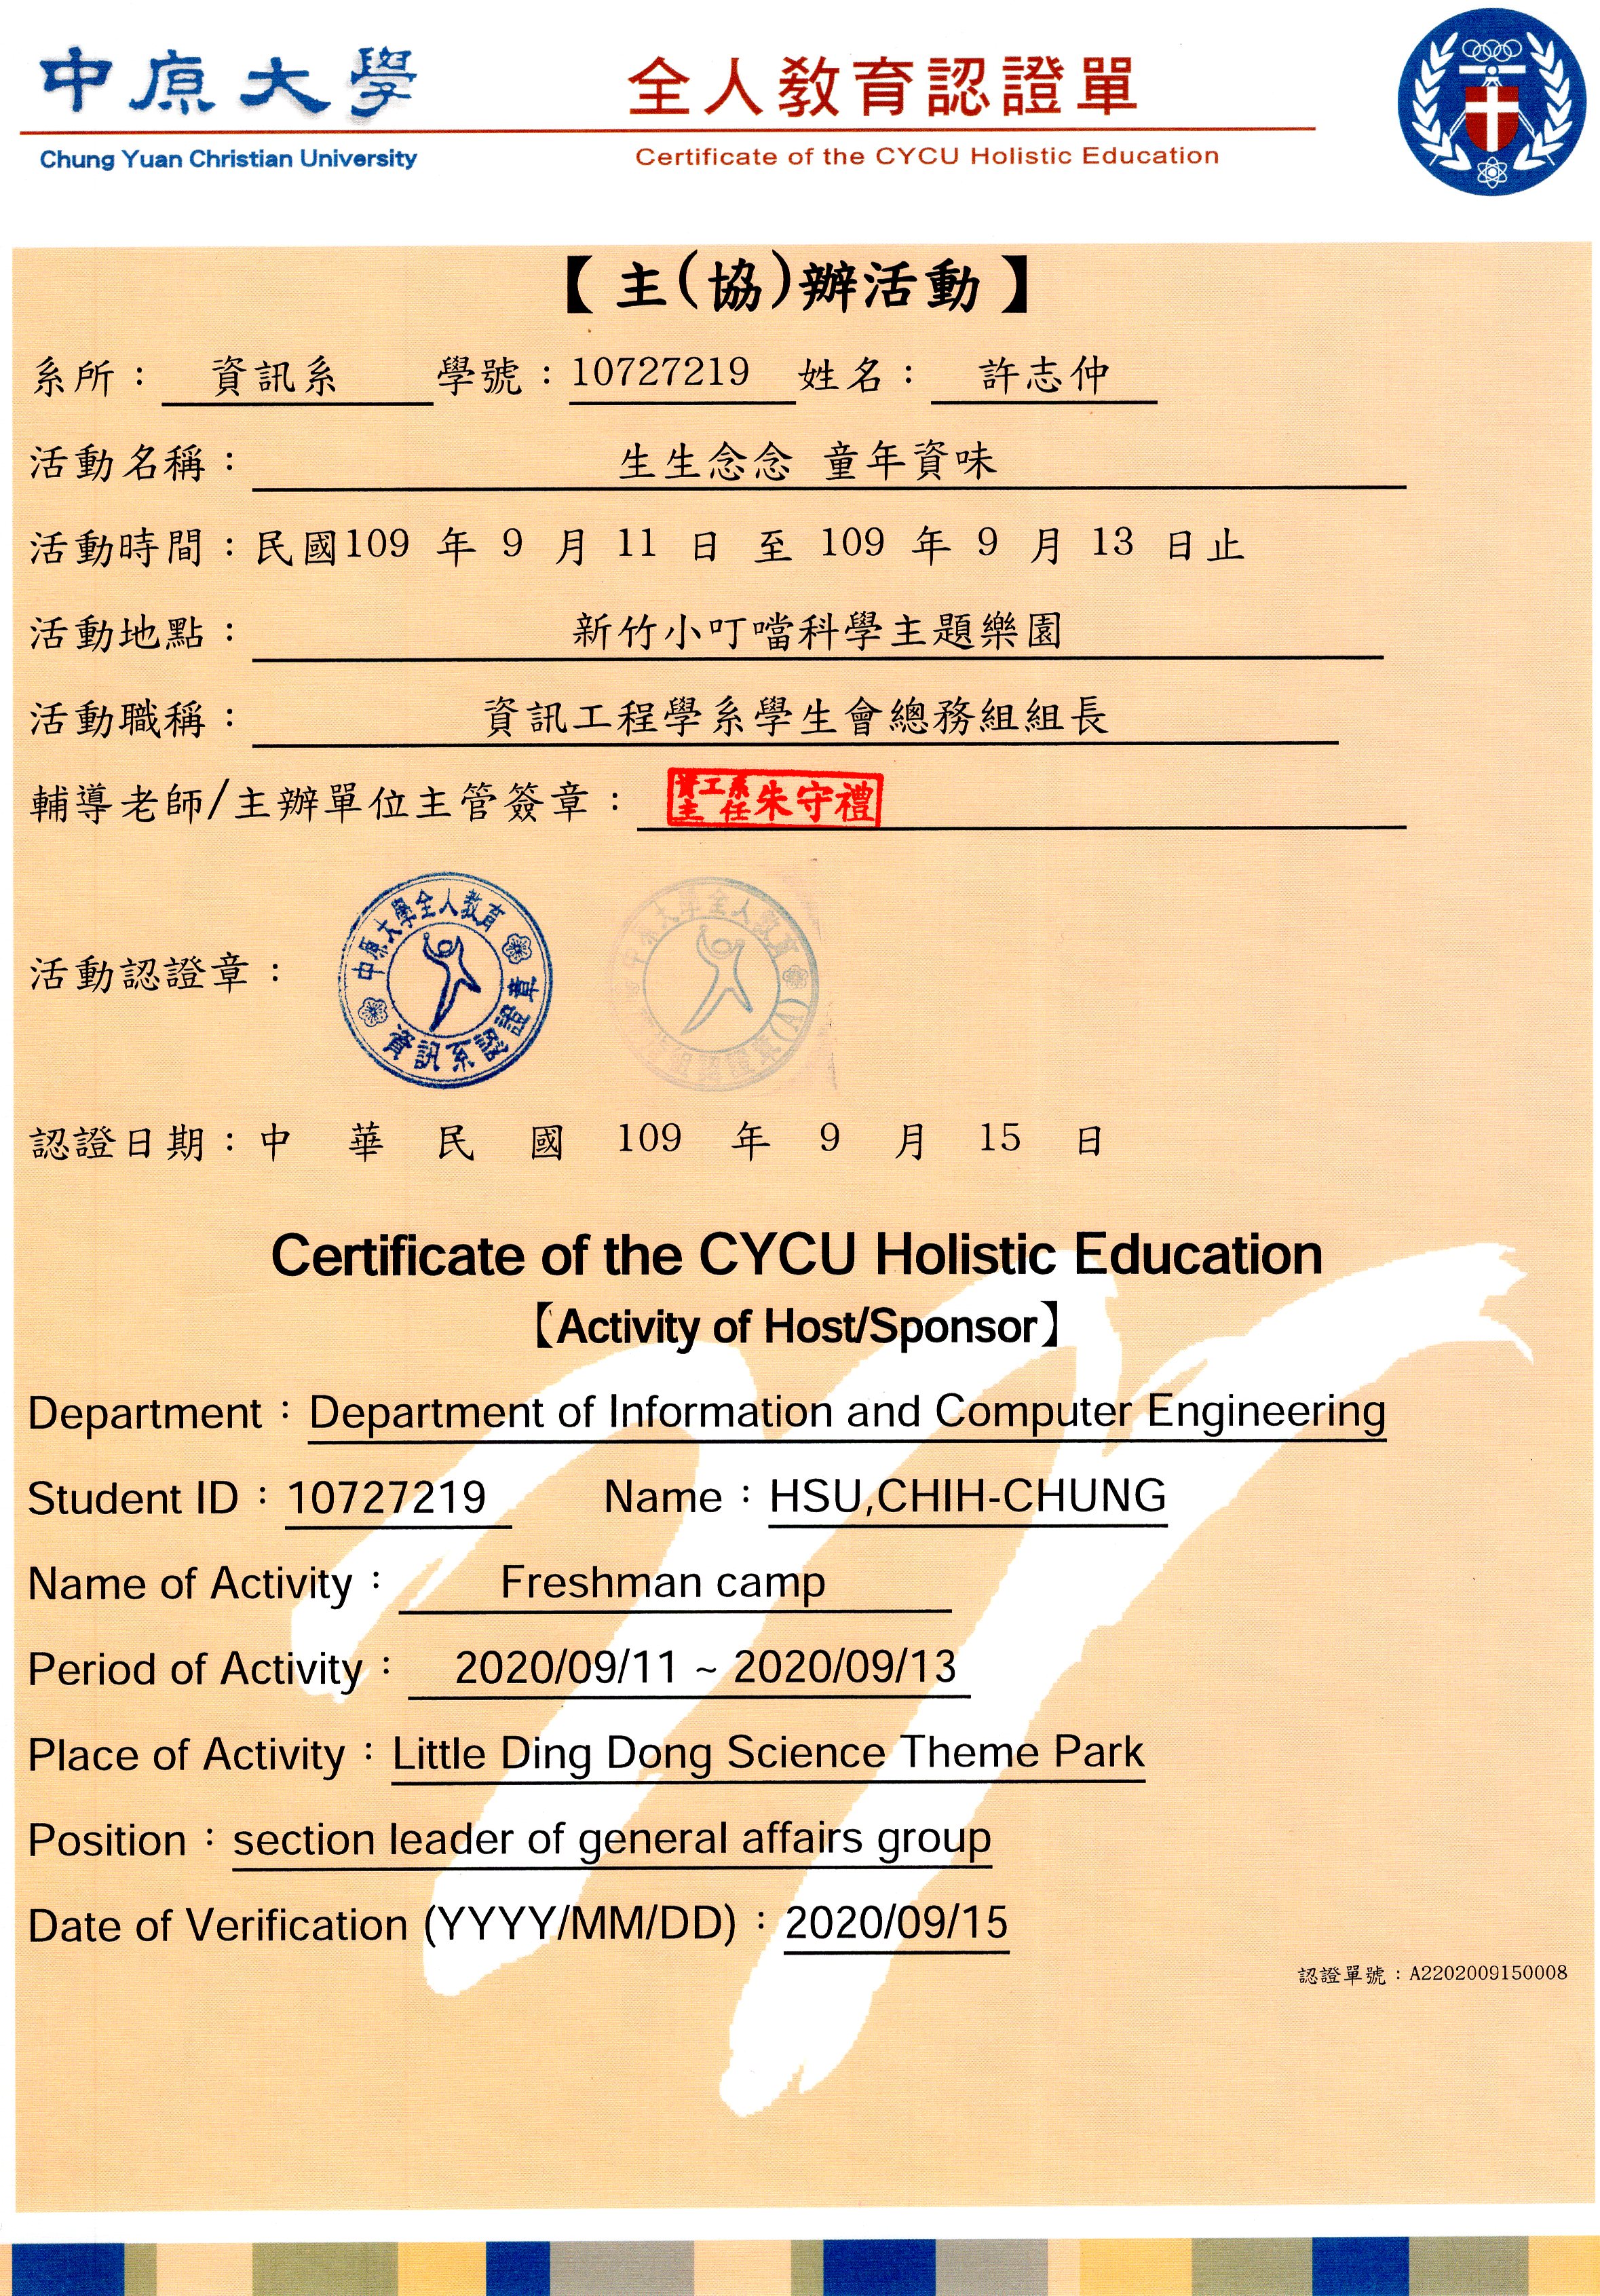 中原大學
全人教育認證單
Chung Yuan Christian University
Certificate of the CYCU Holistic Education
【主(協)辦活動】
系所： 資訊系 學號：10727219 姓名： 許志仲
活動名稱： 生生念念 童年資味
活動時間：民國109 年 9 月 11 日 至 109 年 9 月 13 日止
活動地點： 新竹小叮噹科學主題樂園
活動職稱： 資訊工程學系學生會總務組組長
輔導老師/主辦單位主管簽章： 資工系主任朱守禮
中原大學全人教育
資訊系認證章
中原大學全人教育
活動認證章：
認證日期：中 華 民 國 109 年 9 月 15 日
Certificate of the CYCU Holistic Education
【Activity of Host/Sponsor】
Department：Department of Information and Computer Engineering
Student ID：10727219 Name：HSU,CHIH-CHUNG
Name of Activity： Freshman camp
Period of Activity： 2020/09/11 ~ 2020/09/13
Place of Activity：Little Ding Dong Science Theme Park
Position：section leader of general affairs group
Date of Verification (YYYY/MM/DD)：2020/09/15
認證單號：A2202009150008